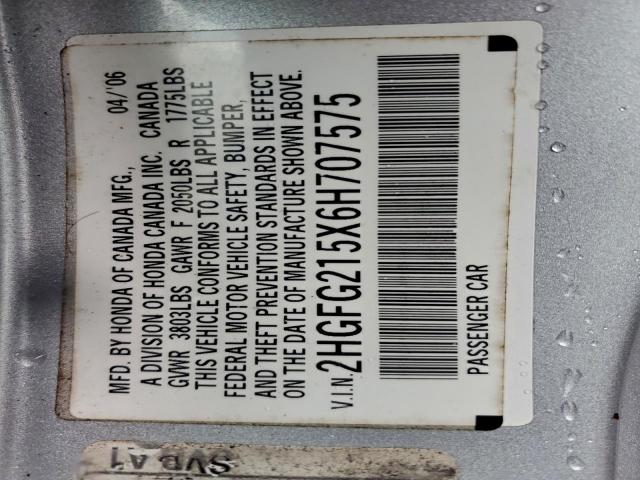 MFD. BY HONDA OF CANADA MFG., 04/'06
A DIVISION OF HONDA CANADA INC. CANADA
GVWR 3803LBS GAWR F 2050LBS R 1775LBS
THIS VEHICLE CONFORMS TO ALL APPLICABLE
FEDERAL MOTOR VEHICLE SAFETY, BUMPER,
AND THEFT PREVENTION STANDARDS IN EFFECT
ON THE DATE OF MANUFACTURE SHOWN ABOVE.
V.I.N. 2HGFG215X6H707575
PASSENGER CAR